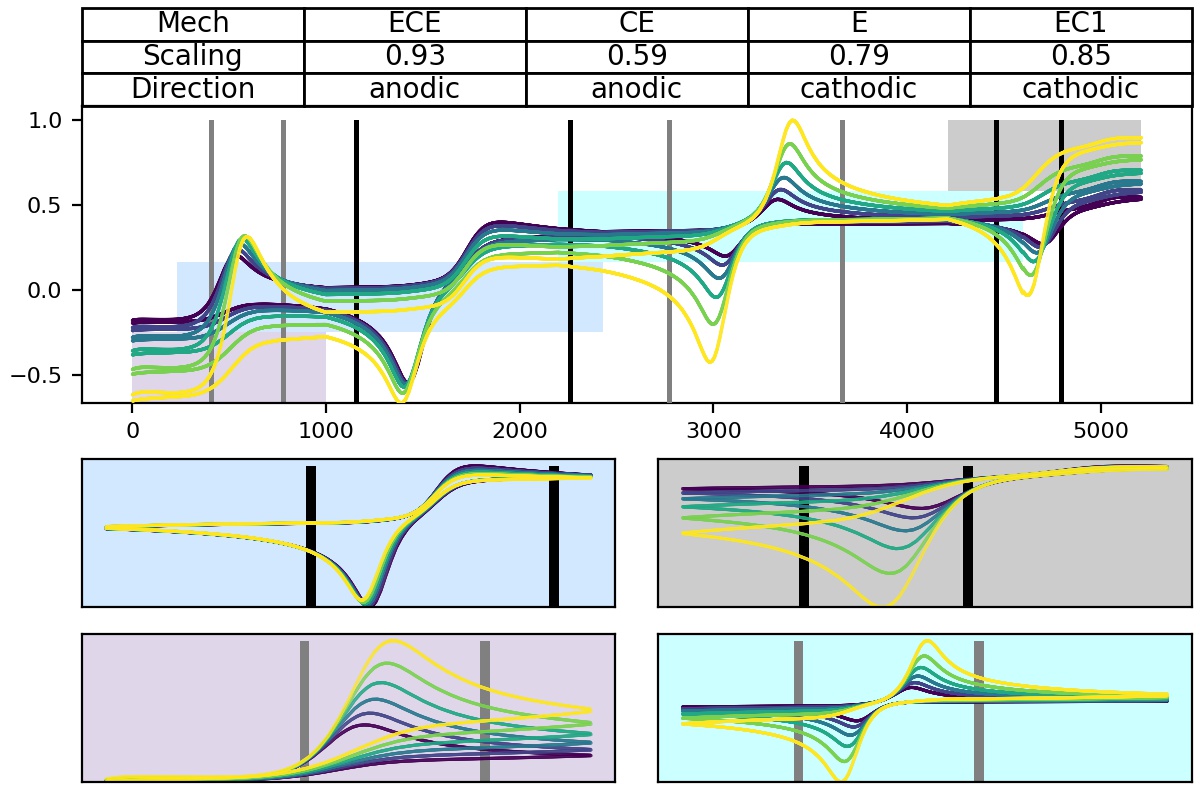 Mech ECE CE E EC1
Scaling 0.93 0.59 0.79 0.85
Direction anodic anodic cathodic cathodic
1.0
0.5
0.0
−0.5
0 1000 2000 3000 4000 5000